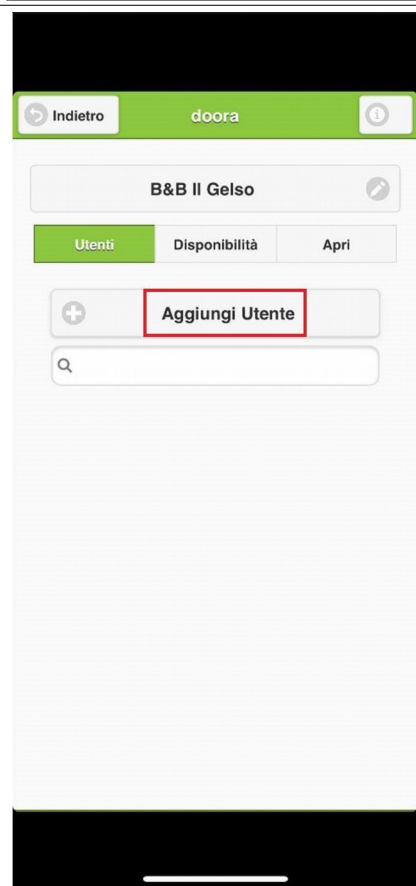 Indietro
doora
B&B Il Gelso
Utenti
Disponibilità
Apri
Aggiungi Utente